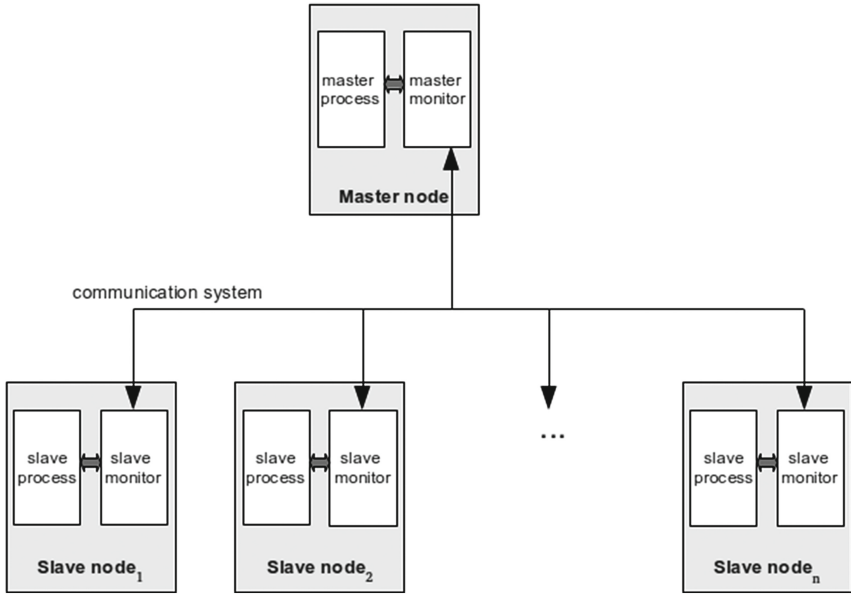 master process
master monitor
Master node
communication system
slave process
slave monitor
Slave node1
slave process
slave monitor
Slave node2
...
slave process
slave monitor
Slave noden